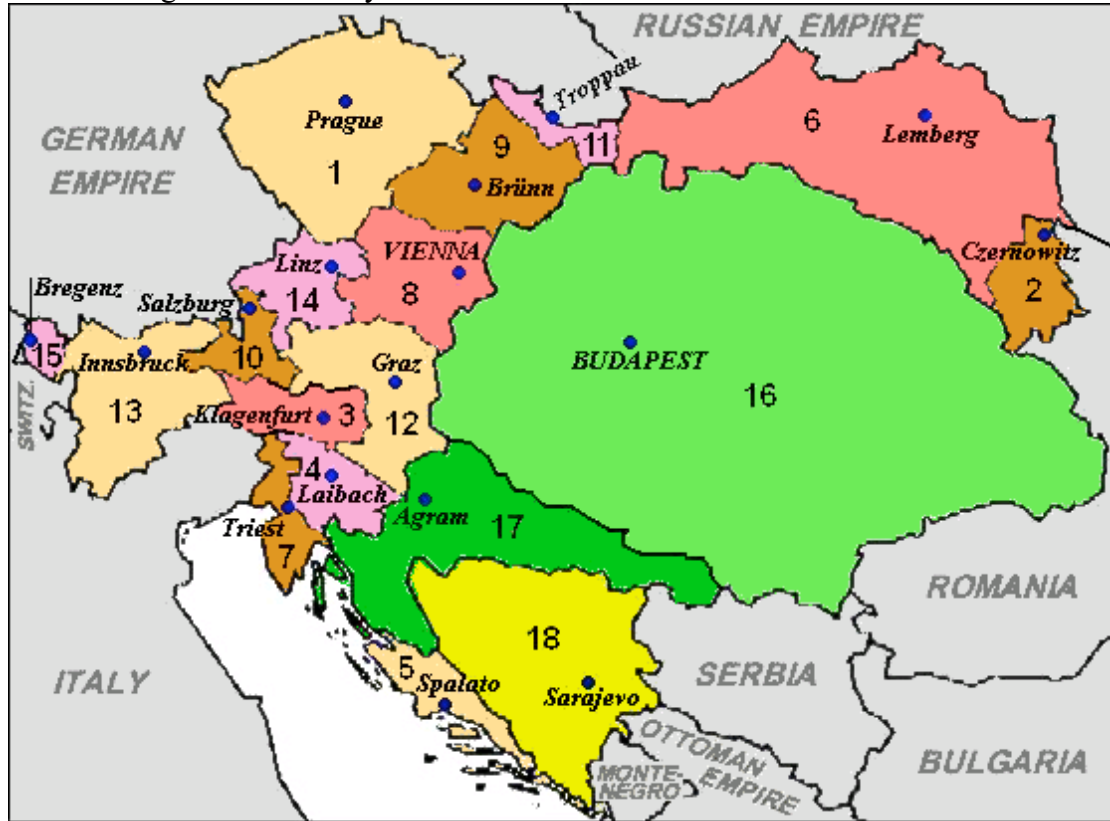 RUSSIAN EMPIRE
Troppau
Prague
6
Lemberg
9
11
GERMAN
EMPIRE
1
Brünn
Czernowitz
2
Linz
VIENNA
14
8
Bregenz
Salzburg
15
Innsbruck
10
Graz
BUDAPEST
16
SWITZ.
13
Klagenfurt
3
12
4
Laibach
Agram
17
Triest
7
ROMANIA
18
5
ITALY
Spalato
Sarajevo
SERBIA
OTTOMAN
EMPIRE
MONTE-
NEGRO
BULGARIA